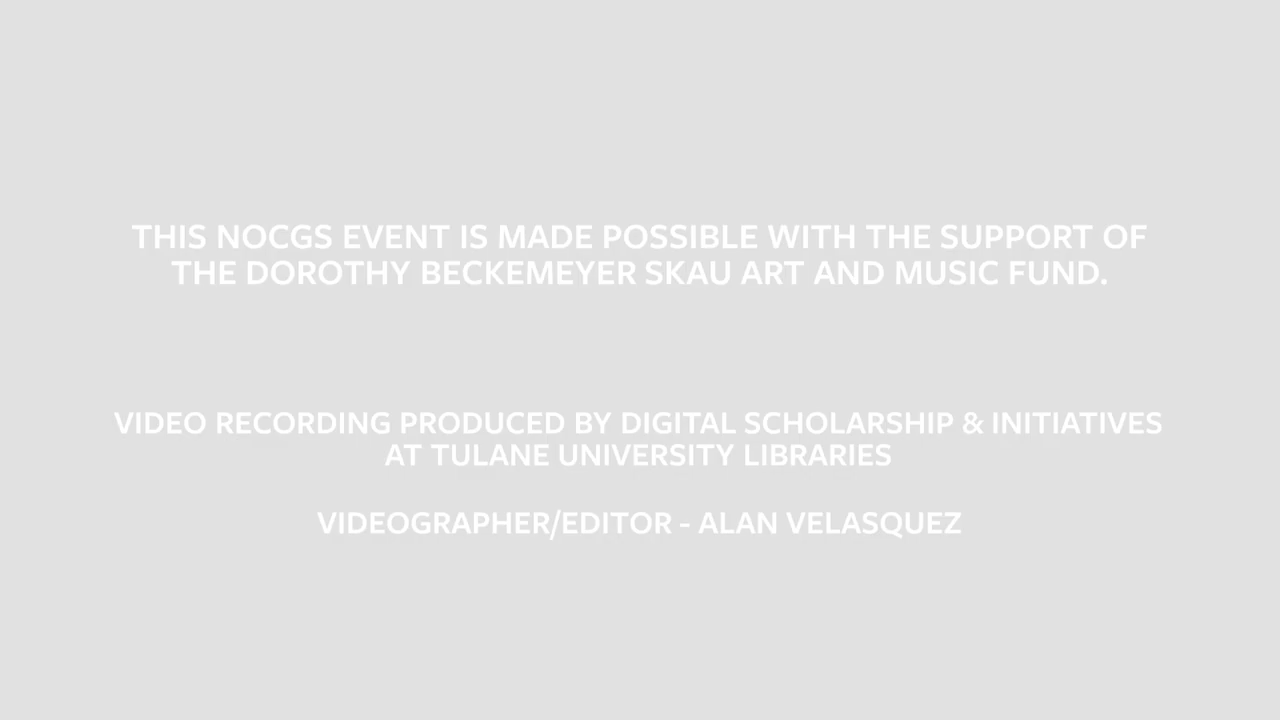 THIS NOCGS EVENT IS MADE POSSIBLE WITH THE SUPPORT OF
THE DOROTHY BECKEMEYER SKAU ART AND MUSIC FUND.
VIDEO RECORDING PRODUCED BY DIGITAL SCHOLARSHIP & INITIATIVES
AT TULANE UNIVERSITY LIBRARIES
VIDEOGRAPHER/EDITOR - ALAN VELASQUEZ